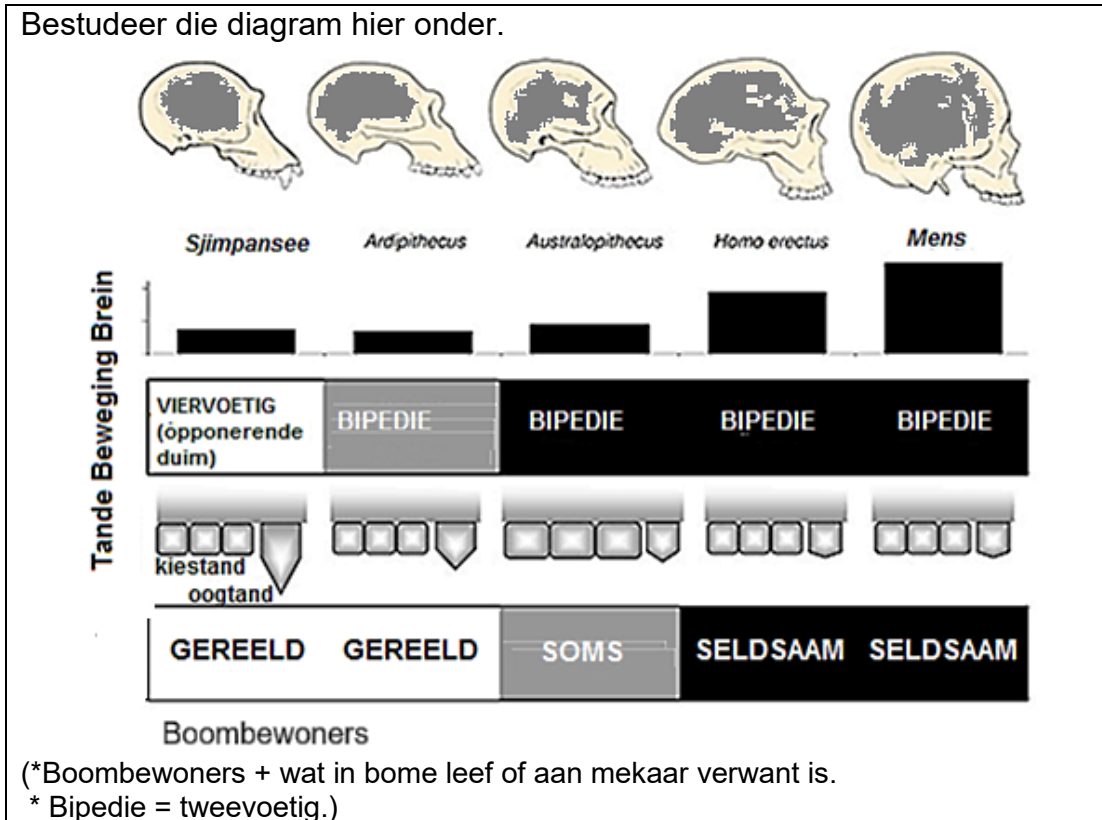 Bestudeer die diagram hier onder.
Sjimpansee Ardipithecus Australopithecus Homo erectus Mens
Tande Beweging Brein
VIERVOETIG
(òpponerende
duim)
BIPEDIE BIPEDIE BIPEDIE BIPEDIE
kiestand
oogtand
GEREELD GEREELD SOMS SELDSAAM SELDSAAM
Boombewoners
(*Boombewoners + wat in bome leef of aan mekaar verwant is.
* Bipedie = tweevoetig.)